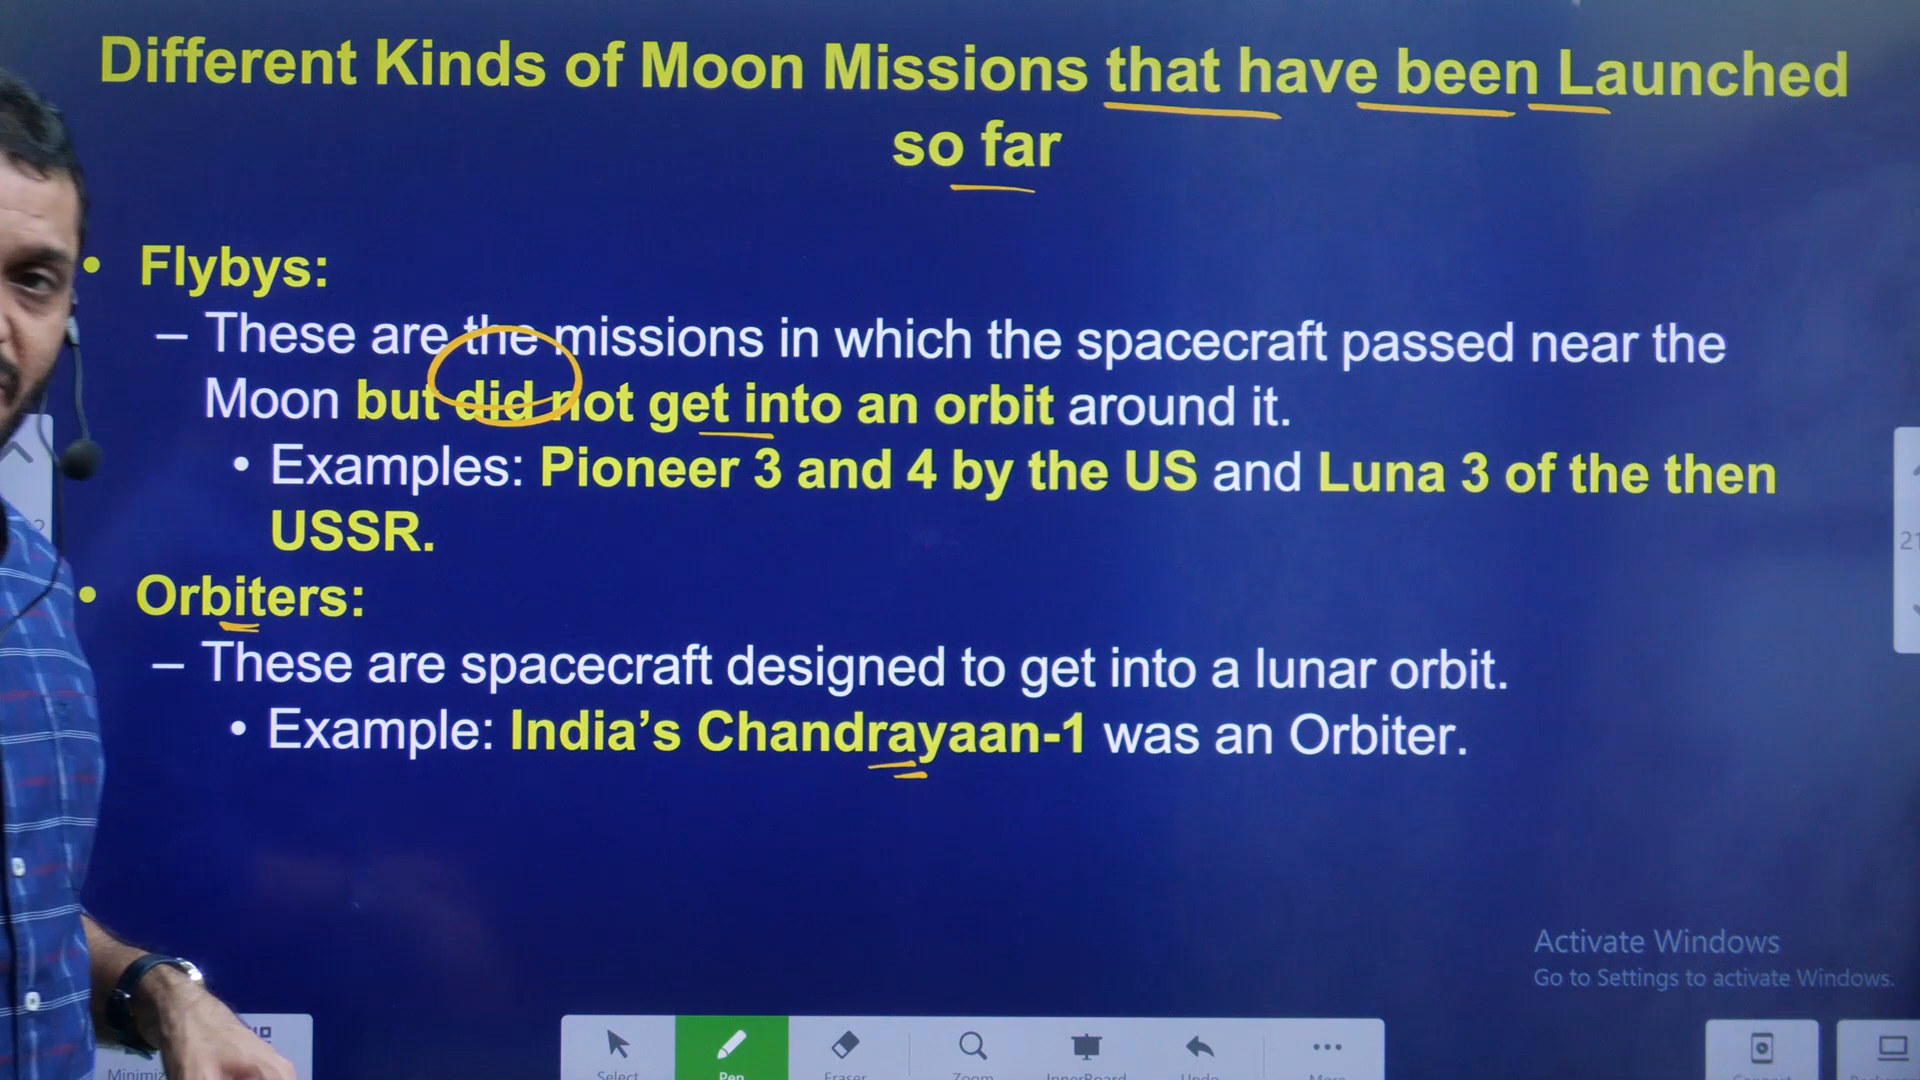 Different Kinds of Moon Missions that have been Launched
so far
• Flybys:
– These are the missions in which the spacecraft passed near the
Moon but did not get into an orbit around it.
• Examples: Pioneer 3 and 4 by the US and Luna 3 of the then
USSR.
• Orbiters:
– These are spacecraft designed to get into a lunar orbit.
• Example: India’s Chandrayaan-1 was an Orbiter.
Activate Windows
Go to Settings to activate Windows.
Select Pen Eraser Zoom Undo More